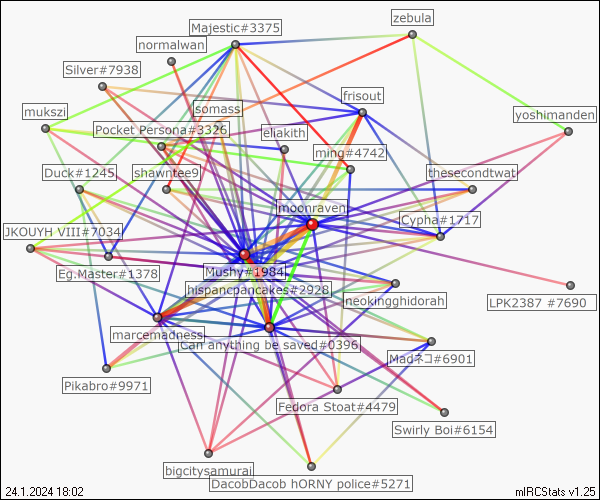 zebula
Majestic#3375
normalwan
Silver#7938
frisout
somass
mukszi
yoshimanden
Pocket Persona#3326
eliakith
ming#4742
Duck#1245
shawntee9
thesecondtwat
moonraven
Cypha#1717
JKOUYH VIII#7034
Eg.Master#1378
Mushy#1984
hispancpancakes#2928
neokingghidorah
LPK2387 #7690
marcemadness
Can anything be saved#0396
Madネコ#6901
Pikabro#9971
Fedora Stoat#4479
Swirly Boi#6154
bigcitysamurai
DacobDacob hORNY police#5271
24.1.2024 18:02
mIRCStats v1.25